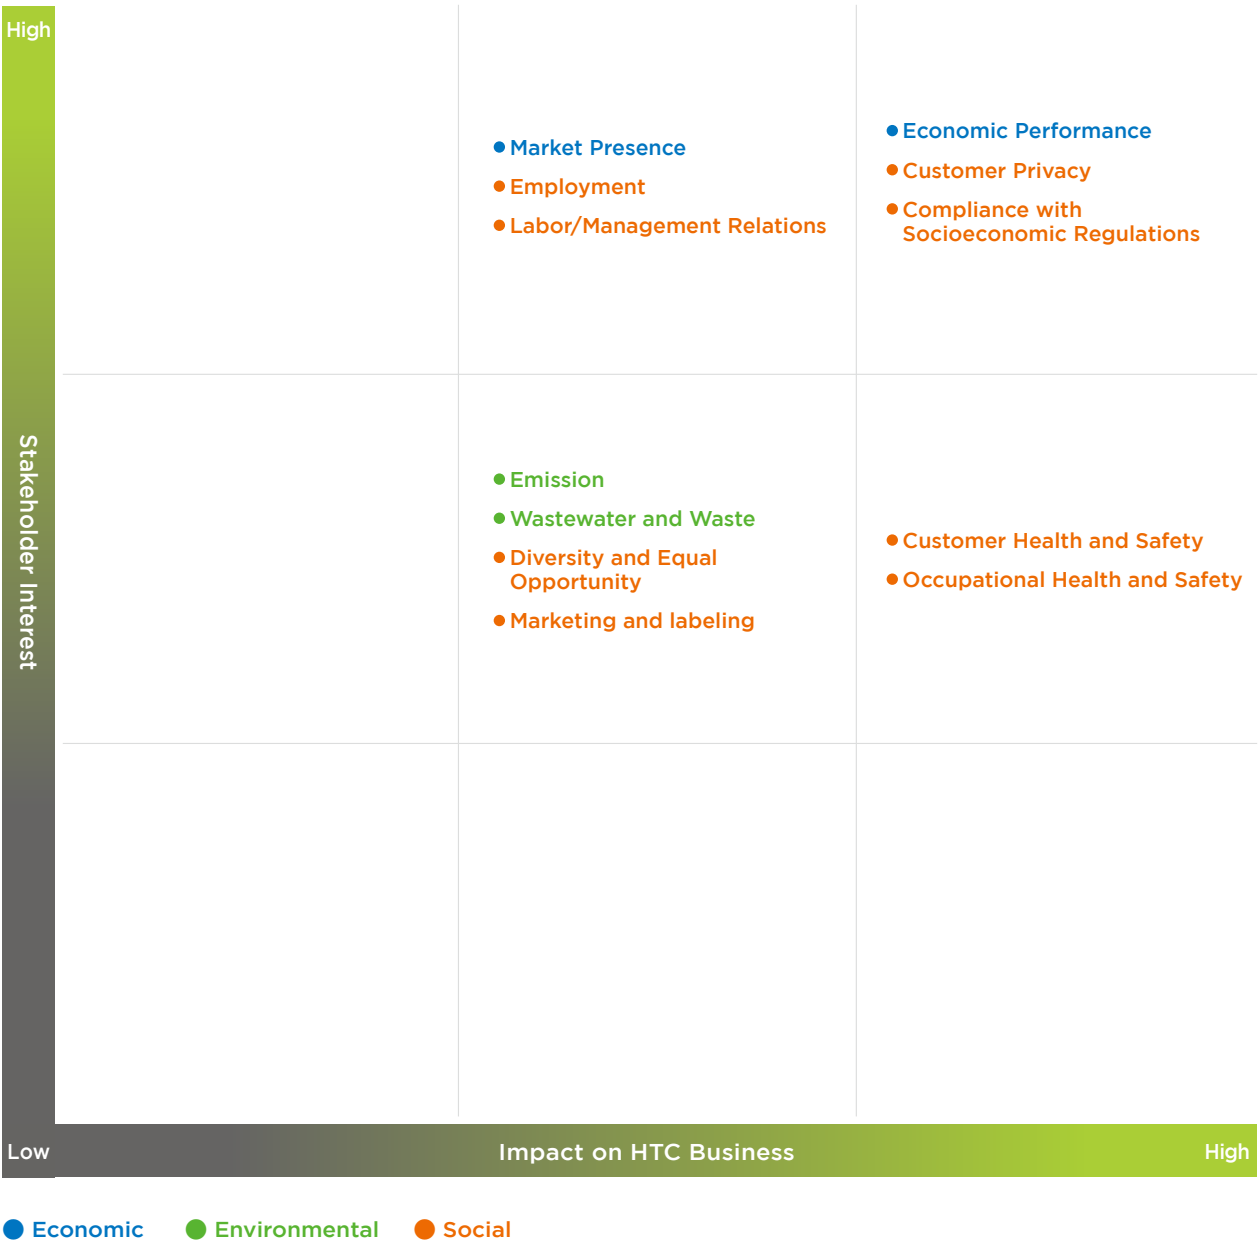 High
Market Presence
Employment
Labor/Management Relations
Economic Performance
Customer Privacy
Compliance with
Socioeconomic Regulations
Stakeholder Interest
Emission
Wastewater and Waste
Diversity and Equal
Opportunity
Marketing and labeling
Customer Health and Safety
Occupational Health and Safety
Low
Impact on HTC Business
High
Economic
Environmental
Social